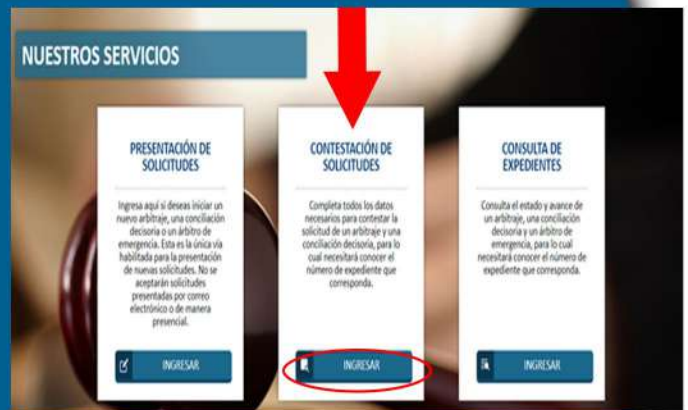 NUESTROS SERVICIOS
PRESENTACIÓN DE
SOLICITUDES
Ingresa aquí si deseas iniciar un
nuevo arbitraje, una conciliación
decisoria o un árbitro de
emergencia. Esta es la única vía
habilitada para la presentación
de nuevas solicitudes. No se
aceptarán solicitudes
presentadas por correo
electrónico o de manera
presencial.
INGRESAR
CONTESTACIÓN DE
SOLICITUDES
Completa todos los datos
necesarios para contestar la
solicitud de un arbitraje y una
conciliación decisoria, para lo
cual necesitará conocer el
número de expediente que
corresponda.
INGRESAR
CONSULTA DE
EXPEDIENTES
Consulta el estado y avance de
un arbitraje, una conciliación
decisoria y un árbitro de
emergencia, para lo cual
necesitará conocer el número de
expediente que corresponda.
INGRESAR